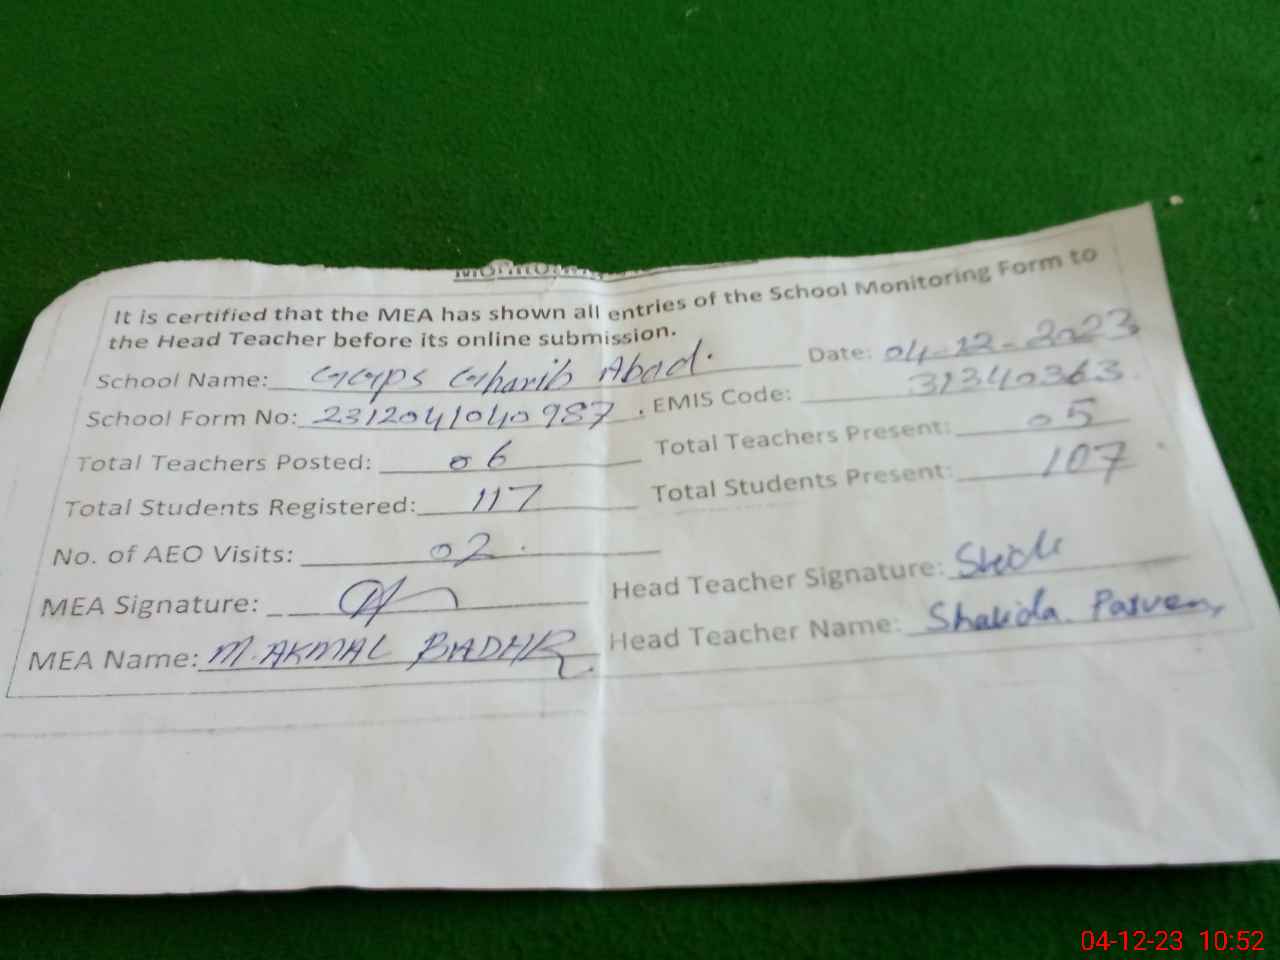 It is certified that the MEA has shown all entries of the School Monitoring Form to
the Head Teacher before its online submission.
School Name: GGPS Gharib Abad. Date: 04-12-2023
School Form No: 2312041040987 . EMIS Code: 31340363
Total Teachers Posted: 06 Total Teachers Present: 05
Total Students Registered: 117 Total Students Present: 107
No. of AEO Visits: 02
MEA Signature: Head Teacher Signature:
MEA Name: M. AKMAL Head Teacher Name: Shahida Parveen
04-12-23 10:52